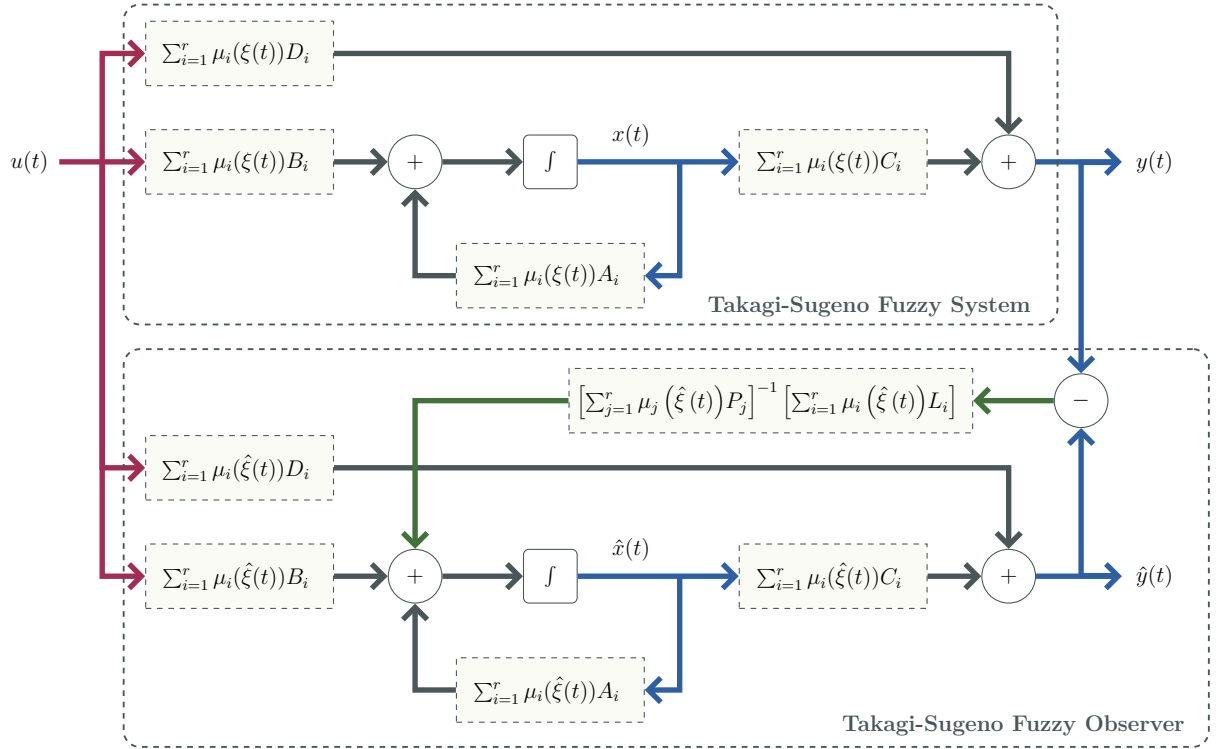 ∑ᵢ₌₁ʳ μᵢ(ξ(t))Dᵢ
u(t)
∑ᵢ₌₁ʳ μᵢ(ξ(t))Bᵢ
+
∫
x(t)
∑ᵢ₌₁ʳ μᵢ(ξ(t))Cᵢ
+
y(t)
∑ᵢ₌₁ʳ μᵢ(ξ(t))Aᵢ
Takagi-Sugeno Fuzzy System
[∑ⱼ₌₁ʳ μⱼ(ξ̂(t))Pⱼ]⁻¹ [∑ᵢ₌₁ʳ μᵢ(ξ̂(t))Lᵢ]
−
∑ᵢ₌₁ʳ μᵢ(ξ̂(t))Dᵢ
∑ᵢ₌₁ʳ μᵢ(ξ̂(t))Bᵢ
+
∫
x̂(t)
∑ᵢ₌₁ʳ μᵢ(ξ̂(t))Cᵢ
+
ŷ(t)
∑ᵢ₌₁ʳ μᵢ(ξ̂(t))Aᵢ
Takagi-Sugeno Fuzzy Observer